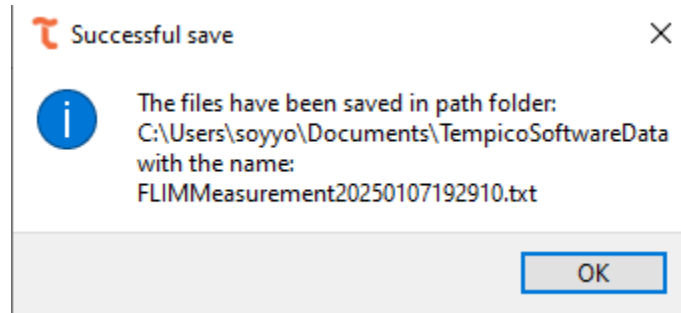 Successful save
The files have been saved in path folder:
C:\Users\soyyo\Documents\TempicoSoftwareData
with the name:
FLIMMeasurement20250107192910.txt
OK